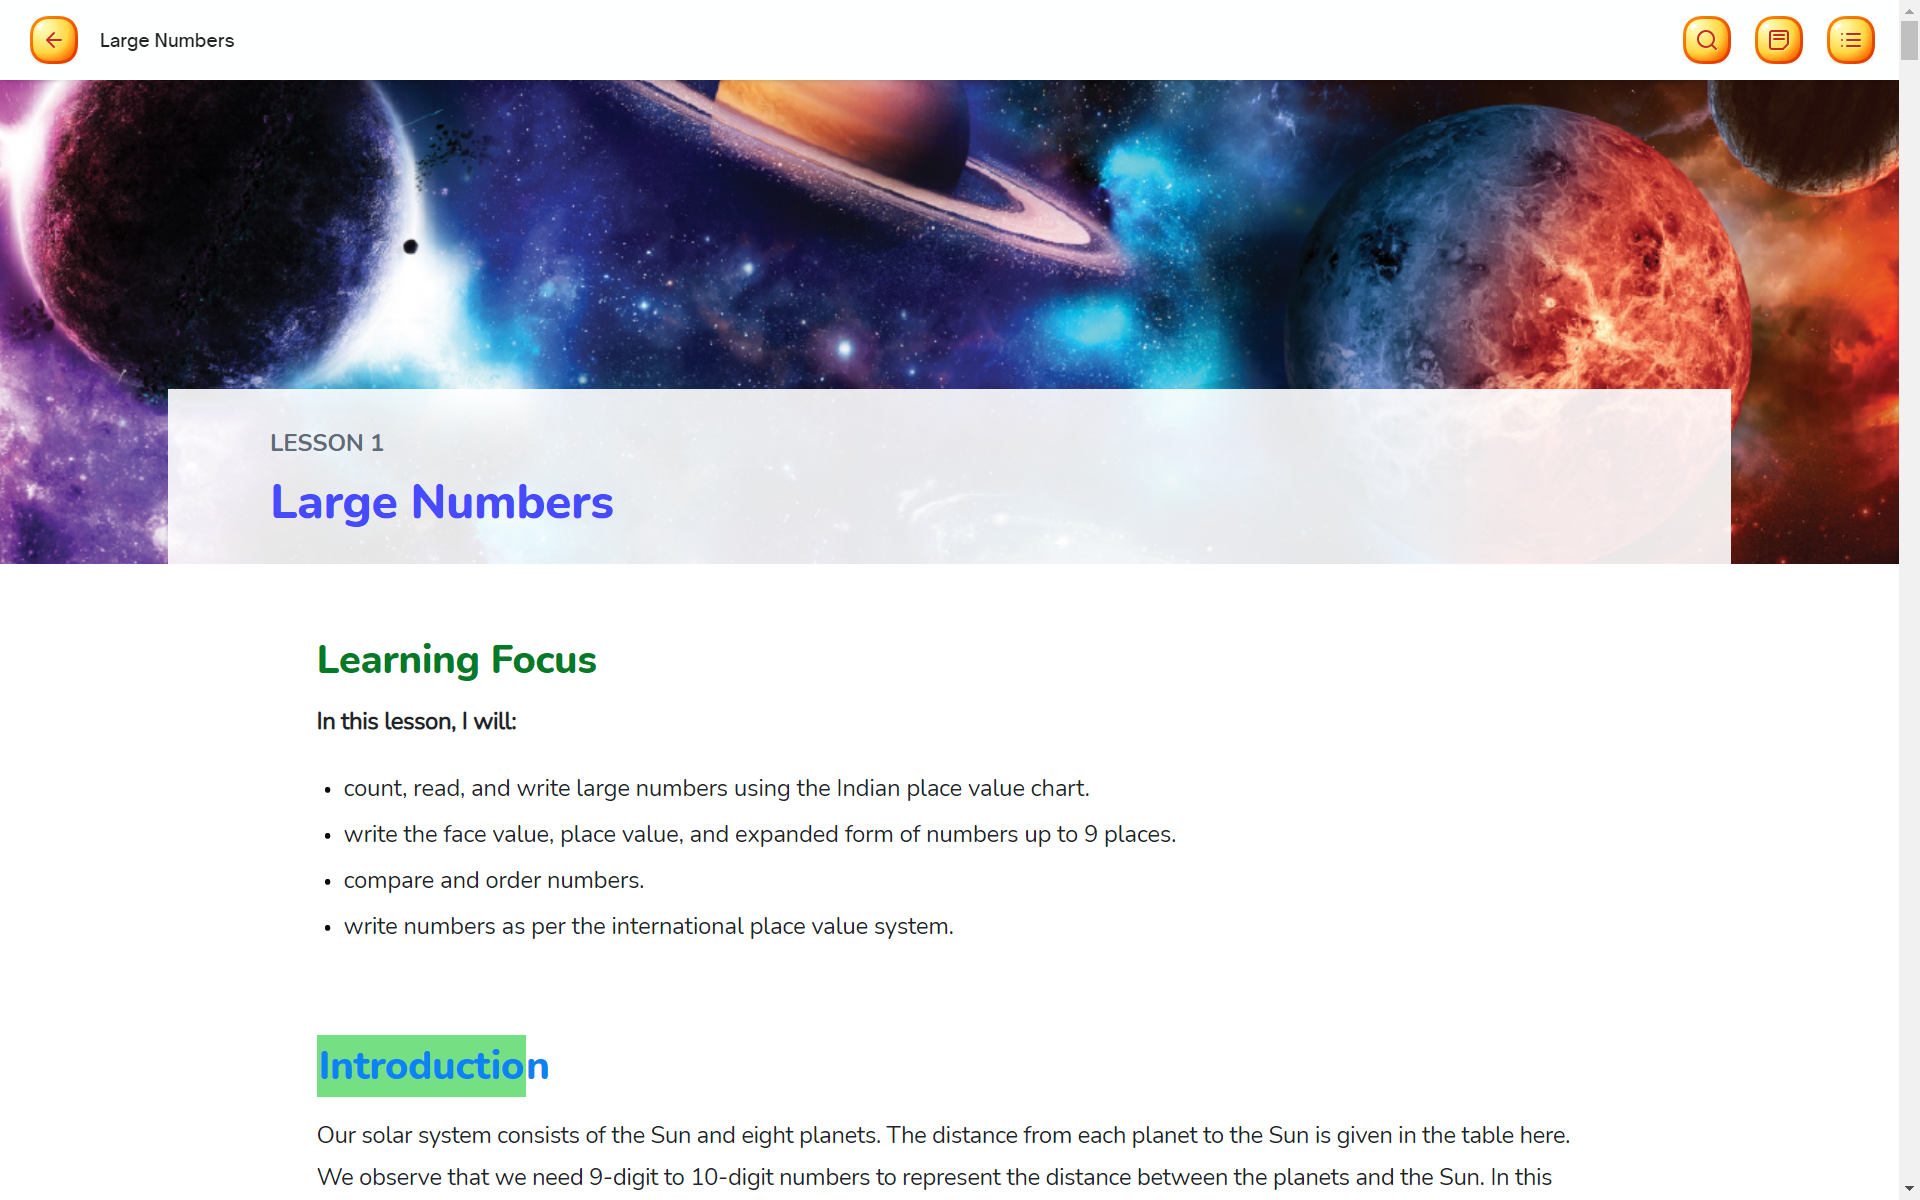 Large Numbers
LESSON 1
Large Numbers
Learning Focus
In this lesson, I will:
• count, read, and write large numbers using the Indian place value chart.
• write the face value, place value, and expanded form of numbers up to 9 places.
• compare and order numbers.
• write numbers as per the international place value system.
Introduction
Our solar system consists of the Sun and eight planets. The distance from each planet to the Sun is given in the table here.
We observe that we need 9-digit to 10-digit numbers to represent the distance between the planets and the Sun. In this